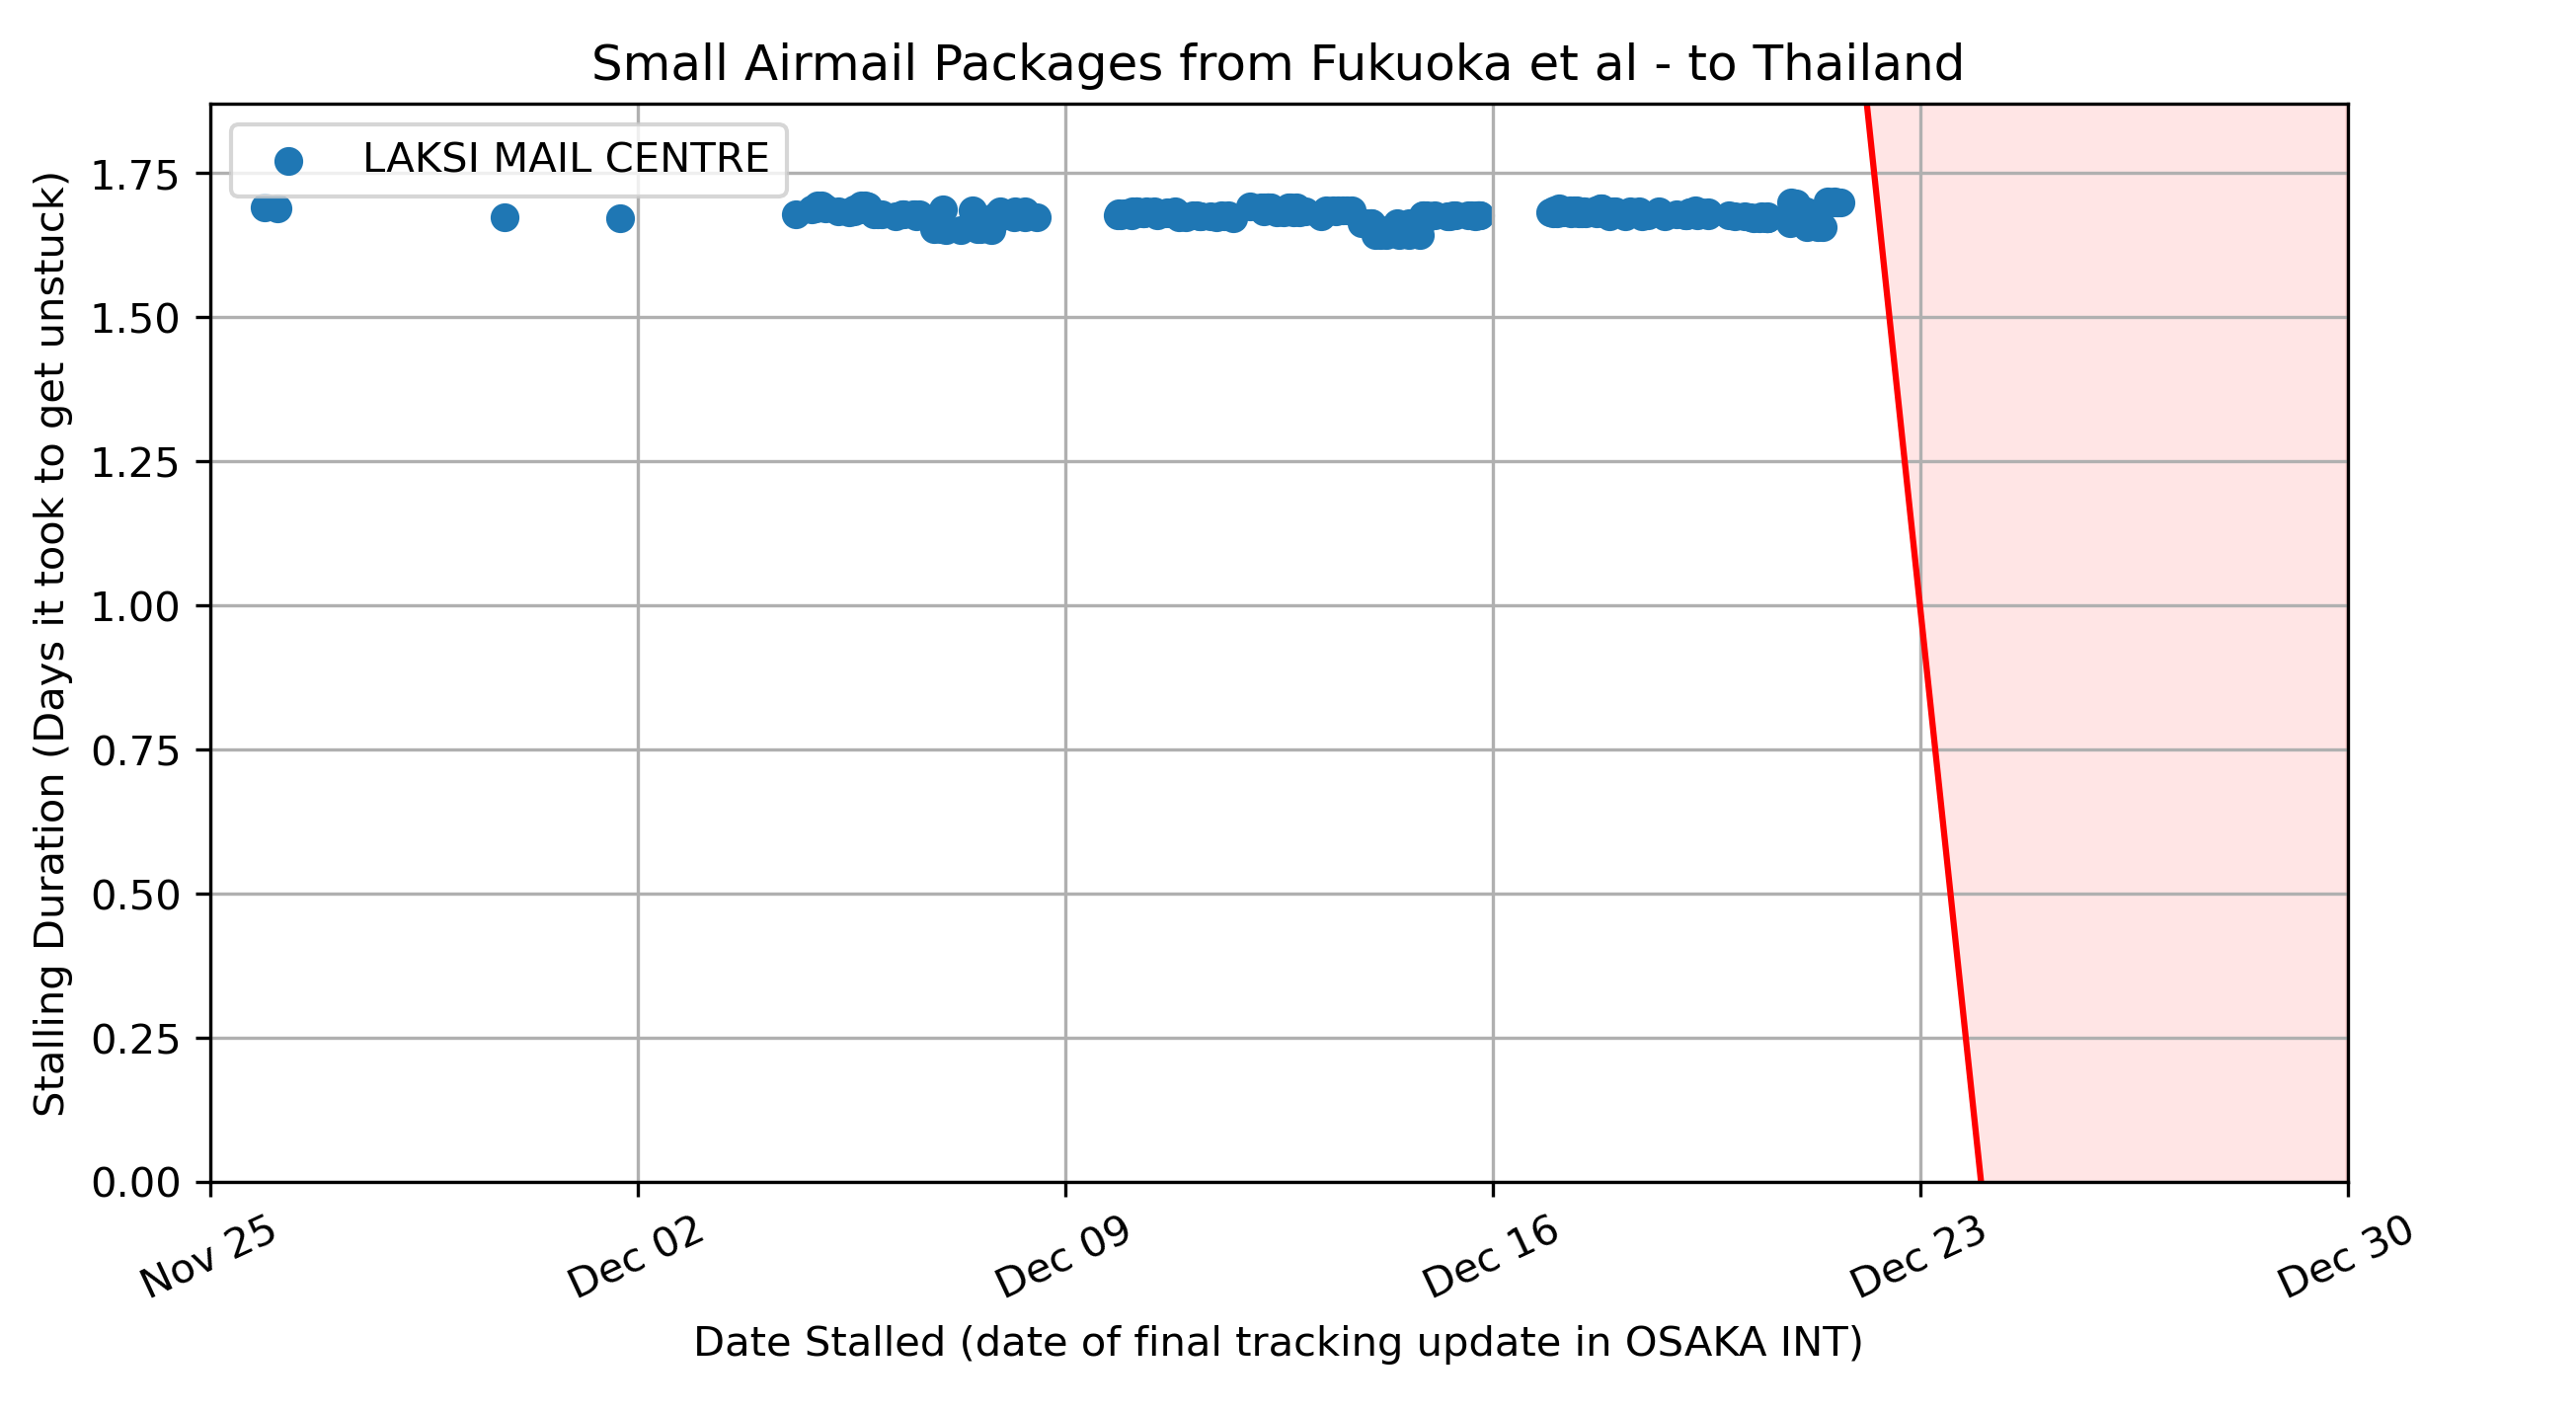 Small Airmail Packages from Fukuoka et al - to Thailand
LAKSI MAIL CENTRE
Stalling Duration (Days it took to get unstuck)
1.75
1.50
1.25
1.00
0.75
0.50
0.25
0.00
Nov 25
Dec 02
Dec 09
Dec 16
Dec 23
Dec 30
Date Stalled (date of final tracking update in OSAKA INT)